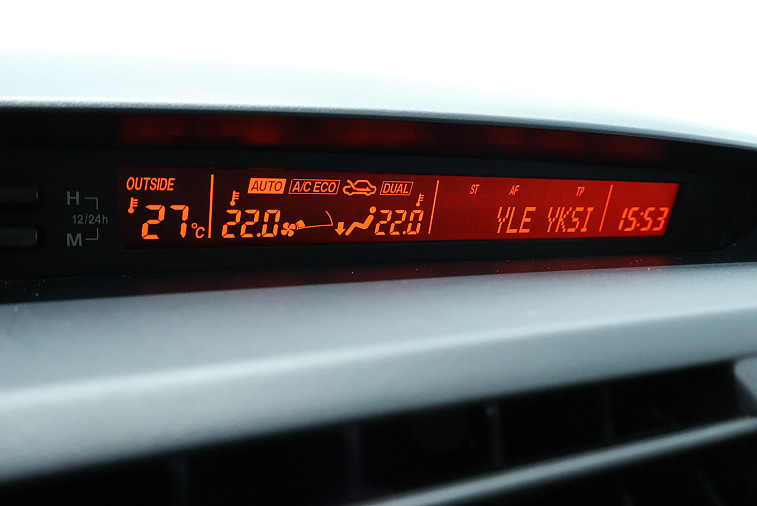 H
12/24h
M
OUTSIDE
27°C
AUTO A/C ECO DUAL
22.0 22.0
ST AF TP
YLE YKSI
15:53